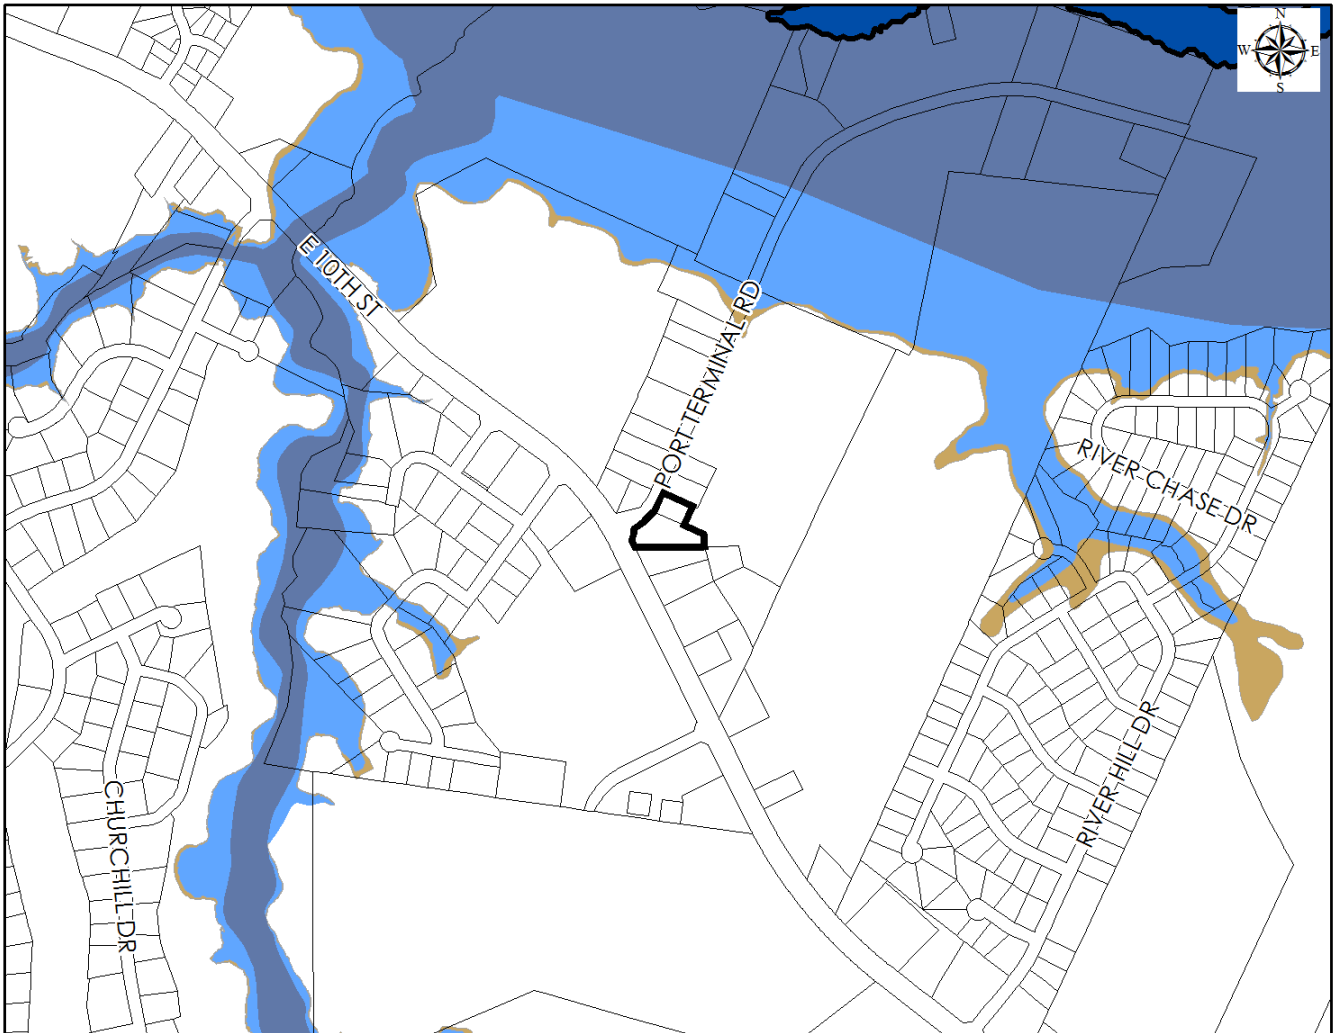 N
W E
S
E 10TH ST
PORT TERMINAL RD
RIVER CHASE DR
RIVER HILL DR
CHURCHILL DR